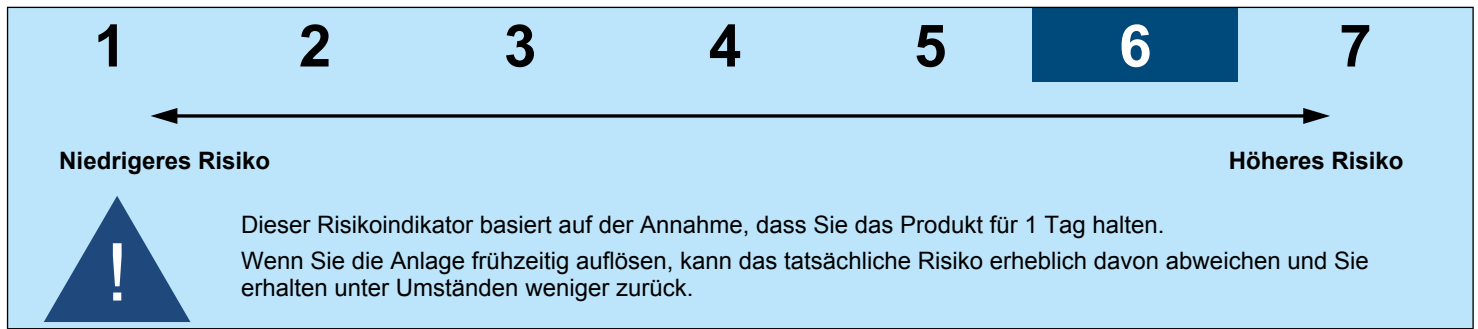 1 2 3 4 5 6 7
Niedrigeres Risiko Höheres Risiko
!
Dieser Risikoindikator basiert auf der Annahme, dass Sie das Produkt für 1 Tag halten.
Wenn Sie die Anlage frühzeitig auflösen, kann das tatsächliche Risiko erheblich davon abweichen und Sie
erhalten unter Umständen weniger zurück.